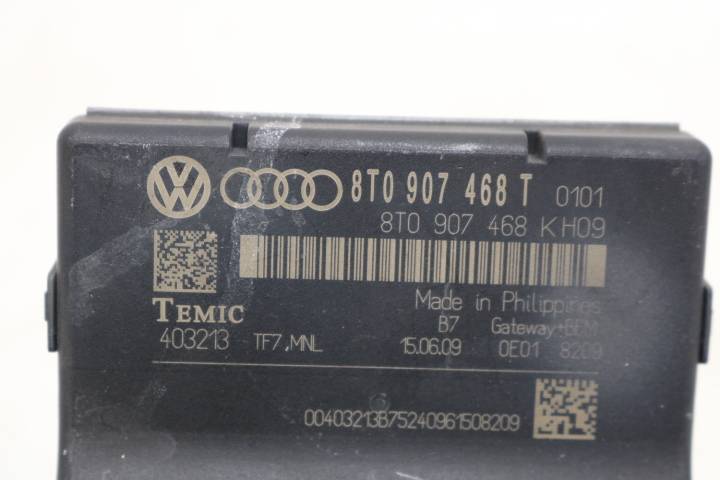 8T0 907 468 T 0101
8T0 907 468 KH09
TEMIC
Made in Philippines
B7 Gateway+BEM
403213 TF7,MNL 15.06.09 0E01 8209
00403213B75240961508209